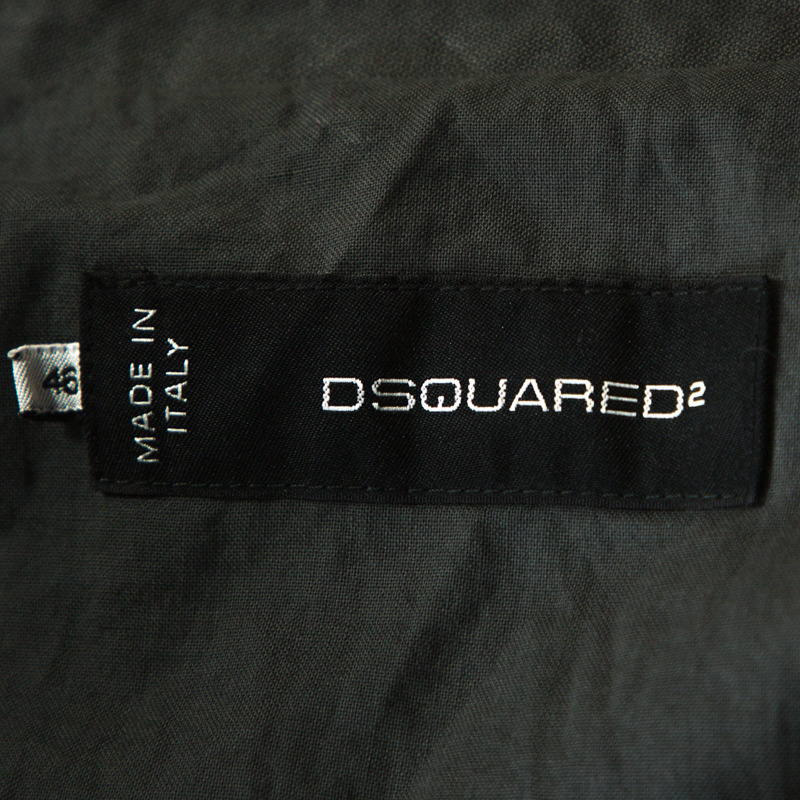 46
MADE IN
ITALY
DSQUARED²